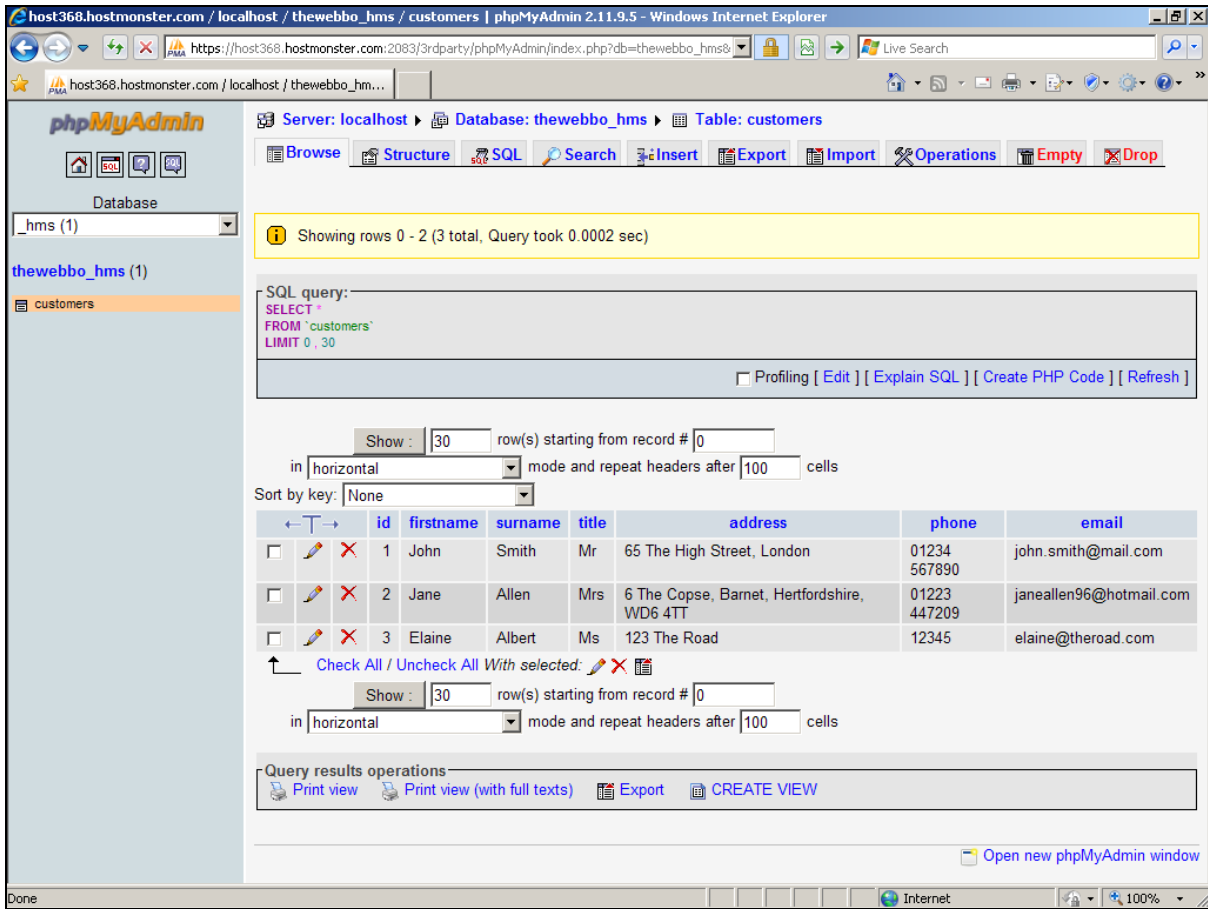 host368.hostmonster.com / localhost / thewebbo_hms / customers | phpMyAdmin 2.11.9.5 - Windows Internet Explorer
https://host368.hostmonster.com:2083/3rdparty/phpMyAdmin/index.php?db=thewebbo_hms& Live Search
PMA host368.hostmonster.com / localhost / thewebbo_hm... »
phpMyAdmin
SQL
Database
_hms (1)
thewebbo_hms (1)
customers
Server: localhost Database: thewebbo_hms Table: customers
Browse Structure SQL Search Insert Export Import Operations Empty Drop
Showing rows 0 - 2 (3 total, Query took 0.0002 sec)
SQL query:
SELECT *
FROM `customers`
LIMIT 0 , 30
Profiling [ Edit ] [ Explain SQL ] [ Create PHP Code ] [ Refresh ]
Show : 30 row(s) starting from record # 0
in horizontal mode and repeat headers after 100 cells
Sort by key: None
←T→ id firstname surname title address phone email
1 John Smith Mr 65 The High Street, London 01234 567890 john.smith@mail.com
2 Jane Allen Mrs 6 The Copse, Barnet, Hertfordshire, WD6 4TT 01223 447209 janeallen96@hotmail.com
3 Elaine Albert Ms 123 The Road 12345 elaine@theroad.com
Check All / Uncheck All With selected:
Show : 30 row(s) starting from record # 0
in horizontal mode and repeat headers after 100 cells
Query results operations
Print view Print view (with full texts) Export CREATE VIEW
Open new phpMyAdmin window
Done Internet 100%